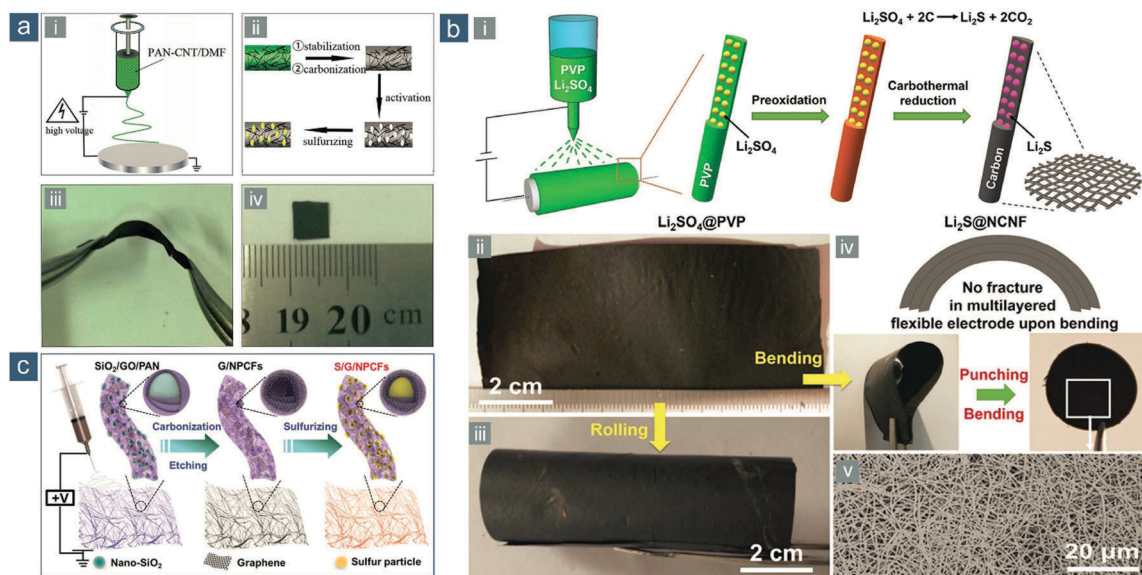 a
i
PAN-CNT/DMF
high voltage
ii
①stabilization
②carbonization
activation
sulfurizing
iii
iv
8 19 20 cm
b
i
Li₂SO₄ + 2C → Li₂S + 2CO₂
PVP
Li₂SO₄
Preoxidation
Carbothermal
reduction
Li₂SO₄
Li₂S
PVP
Carbon
Li₂SO₄@PVP
Li₂S@NCNF
ii
2 cm
Bending
Rolling
iii
2 cm
iv
No fracture
in multilayered
flexible electrode upon bending
Punching
Bending
v
20 µm
c
SiO₂/GO/PAN
G/NPCFs
S/G/NPCFs
Carbonization
Etching
Sulfurizing
+V
Nano-SiO₂
Graphene
Sulfur particle